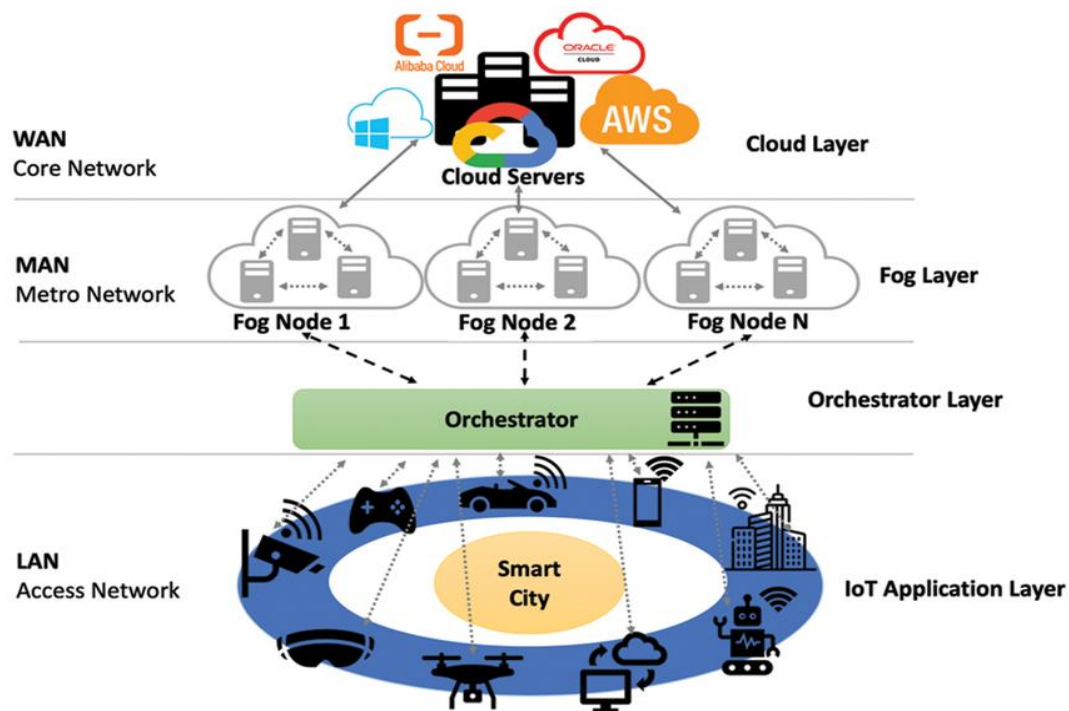 Alibaba Cloud
ORACLE
CLOUD
AWS
WAN
Core Network
Cloud Servers
Cloud Layer
MAN
Metro Network
Fog Layer
Fog Node 1
Fog Node 2
Fog Node N
Orchestrator
Orchestrator Layer
LAN
Access Network
Smart
City
IoT Application Layer